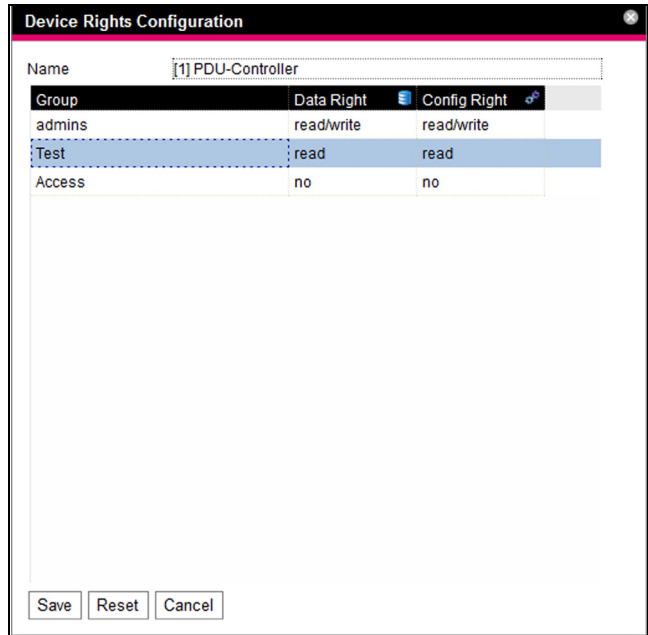 Device Rights Configuration
Name [1] PDU-Controller
Group Data Right Config Right
admins read/write read/write
Test read read
Access no no
Save Reset Cancel